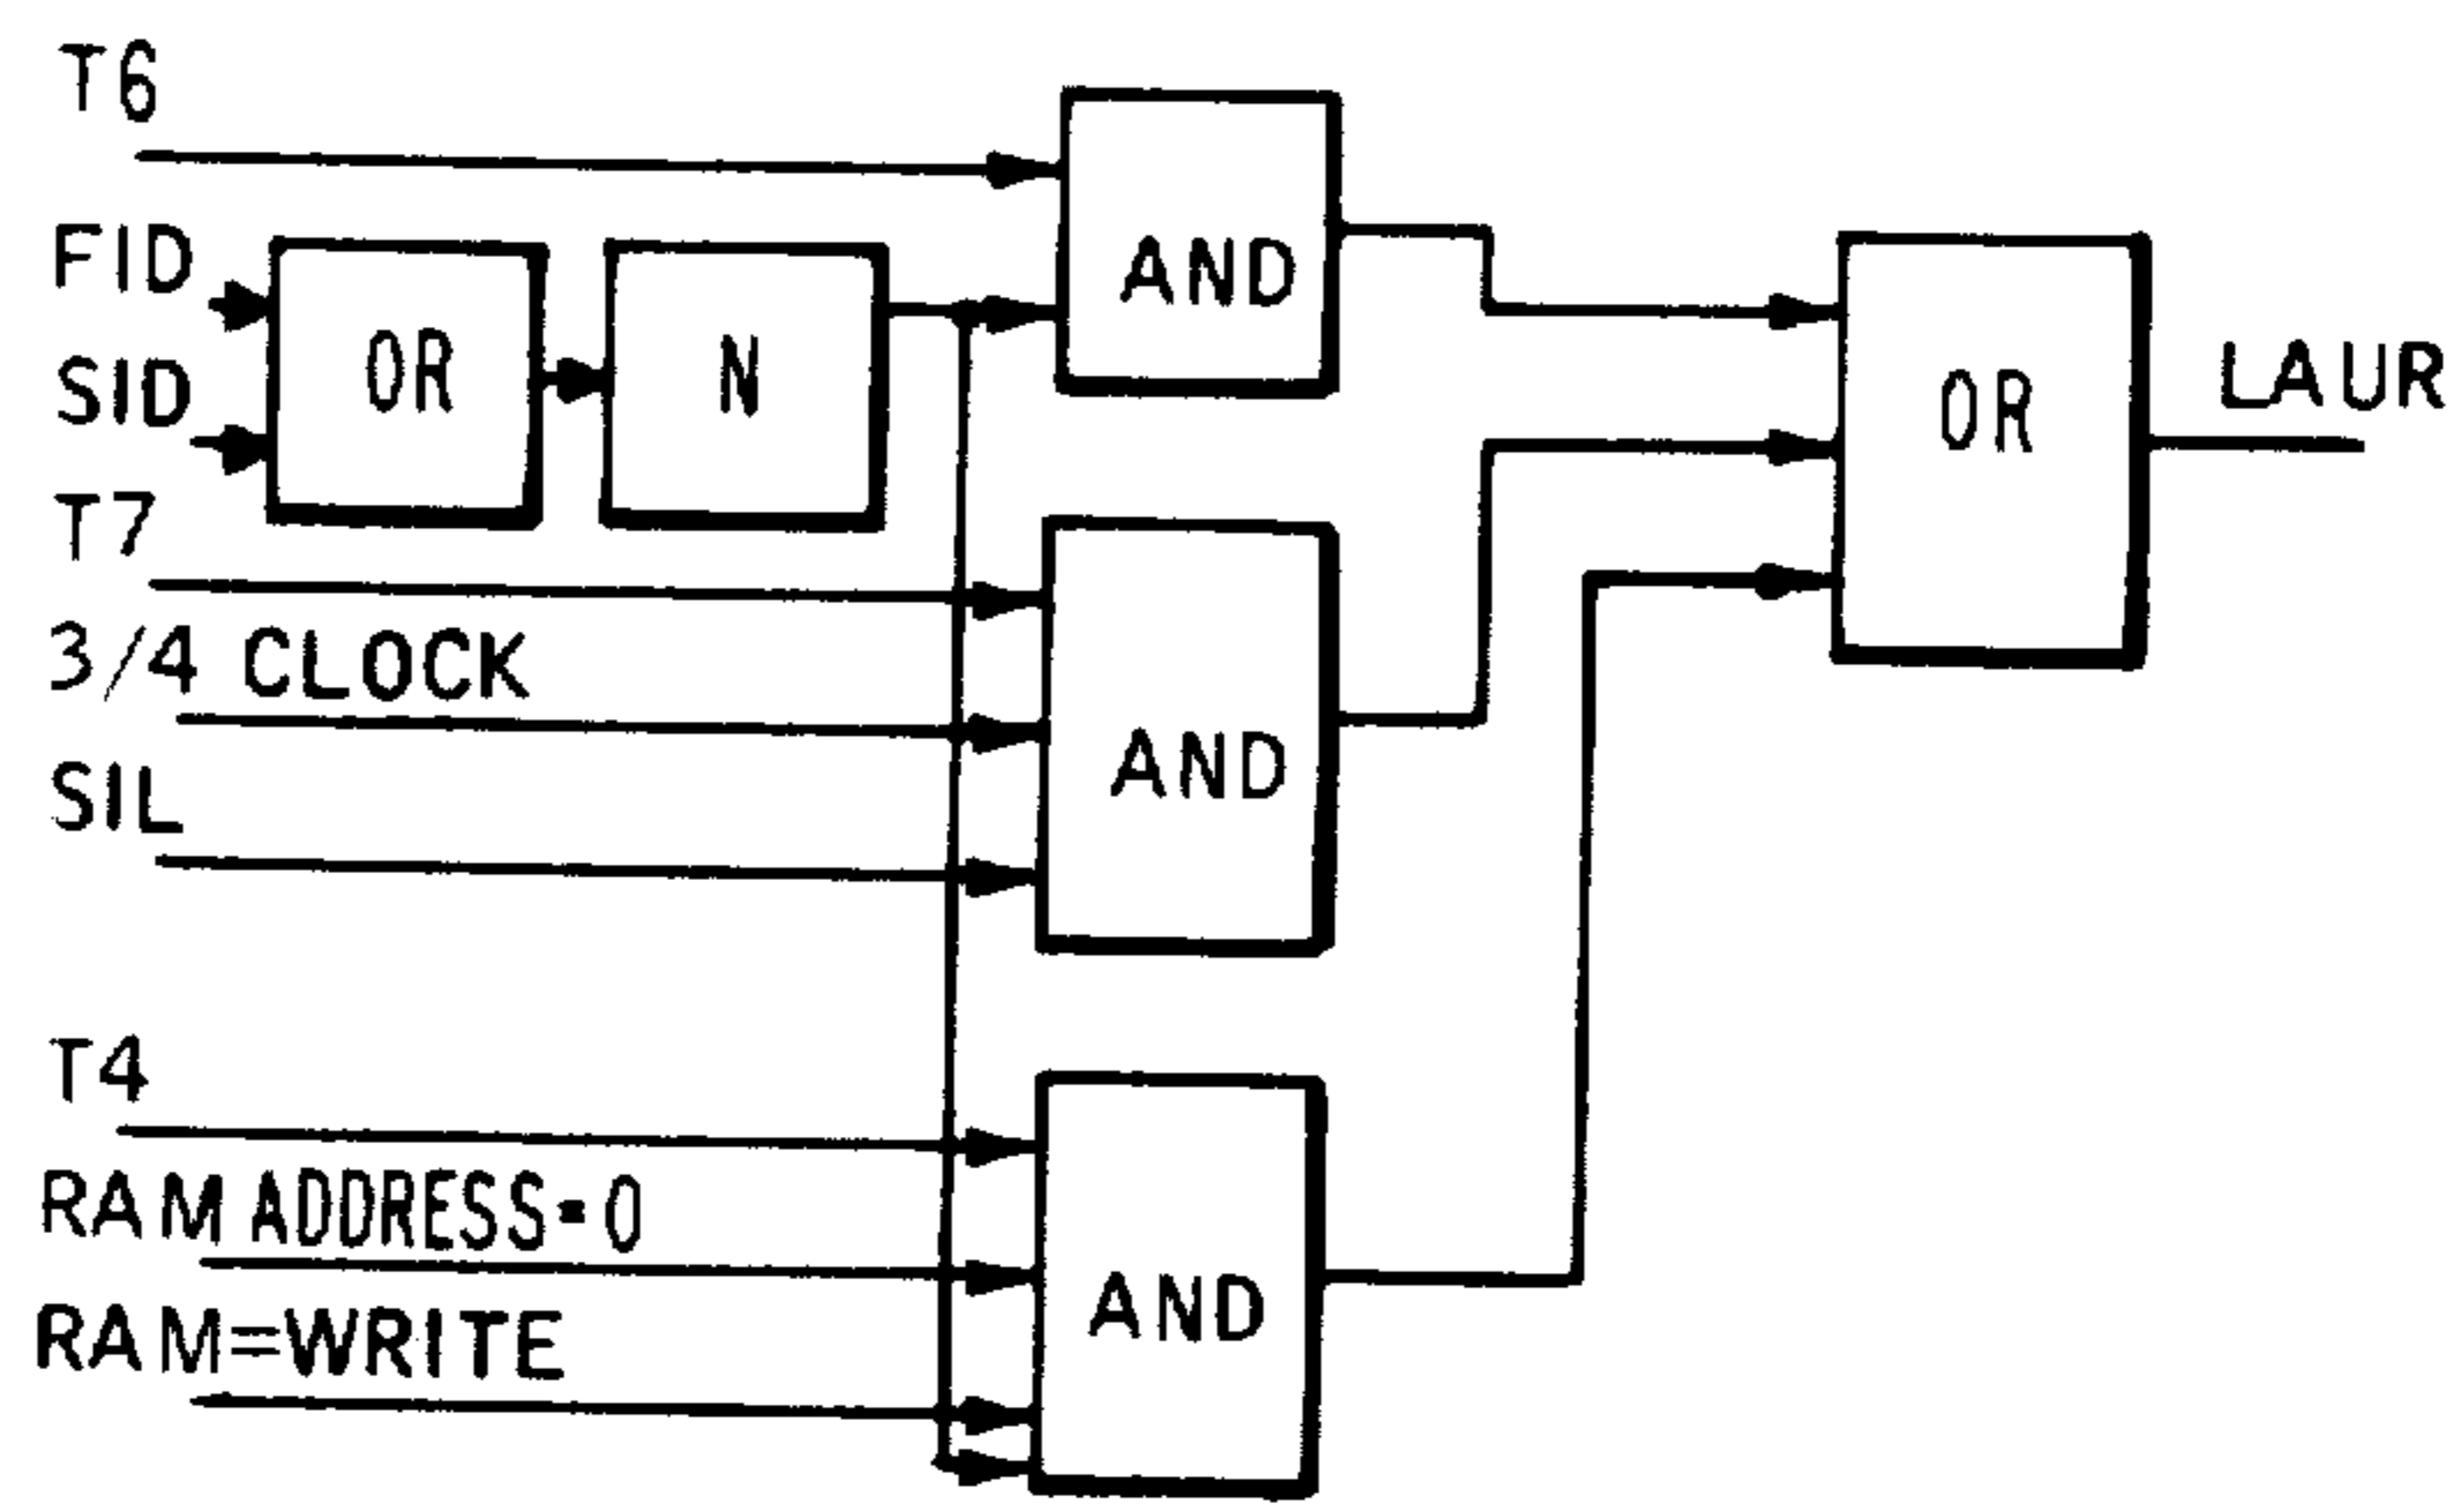 T6
FID
SID
OR
N
AND
T7
3/4 CLOCK
SIL
AND
OR
LAUR
T4
RAM ADDRESS=0
RAM=WRITE
AND